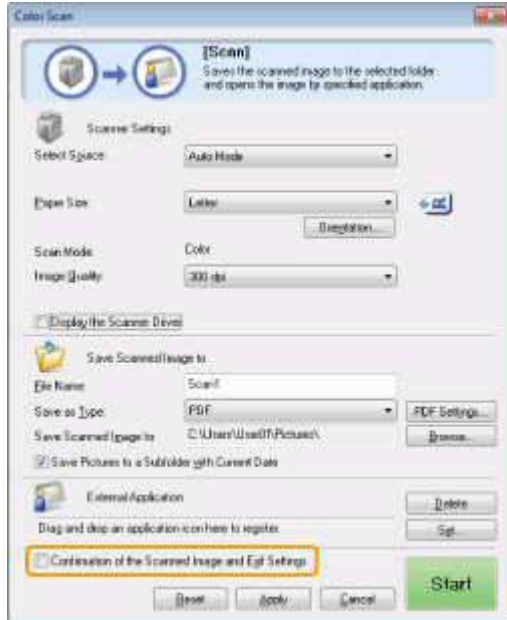 Color Scan
[Scan]
Saves the scanned image to the selected folder
and opens the image by specified application.
Scanner Settings
Select Source: Auto Mode
Paper Size: Letter
Orientation...
Scan Mode: Color
Image Quality: 300 dpi
Display the Scanner Driver
Save Scanned Image to
File Name: Scan1
Save as Type: PDF PDF Settings...
Save Scanned Image to: C:\Users\User01\Pictures\ Browse...
Save Pictures to a Subfolder with Current Date
External Application Delete
Drag and drop an application icon here to register. Set...
Confirmation of the Scanned Image and Exif Settings
Start
Reset Apply Cancel